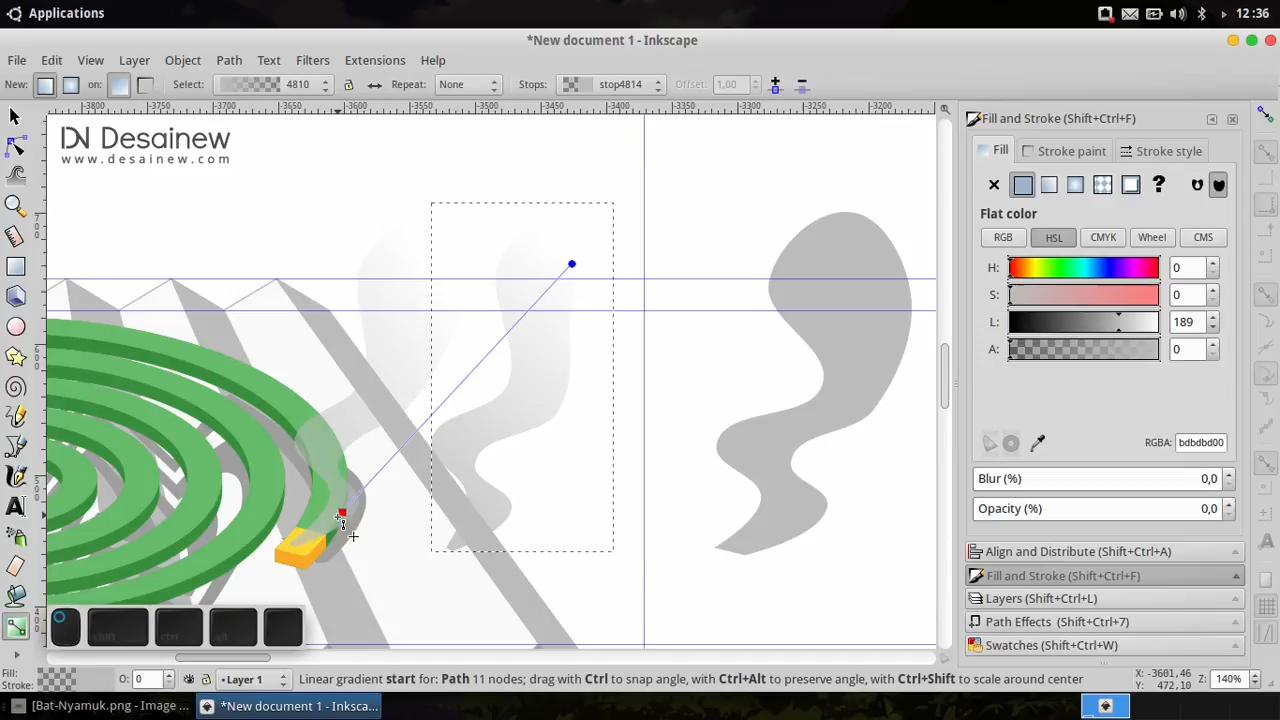 Applications
12:36
*New document 1 - Inkscape
File Edit View Layer Path Object Path Text Filters Extensions Help
New: on: Select: 4810 Repeat: None Stops: stop4814 Offset: 1,00
-3800 -3750 -3700 -3650 -3600 -3550 -3500 -3450 -3400 -3350 -3300 -3250 -3200
DN Desainew
www.desainew.com
Fill and Stroke (Shift+Ctrl+F)
Fill Stroke paint Stroke style
Flat color
RGB HSL CMYK Wheel CMS
H: 0
S: 0
L: 189
A: 0
RGBA: bdbdbd00
Blur (%) 0,0
Opacity (%) 0,0
Align and Distribute (Shift+Ctrl+A)
Fill and Stroke (Shift+Ctrl+F)
Layers (Shift+Ctrl+L)
Path Effects (Shift+Ctrl+7)
Swatches (Shift+Ctrl+W)
shift ctrl alt
Fill:
Stroke:
O: 0
Layer 1
Linear gradient start for: Path 11 nodes; drag with Ctrl to snap angle, with Ctrl+Alt to preserve angle, with Ctrl+Shift to scale around center
X: -3601,46
Y: 472,10
Z: 140%
[Bat-Nyamuk.png - Image ...
*New document 1 - Inksca...